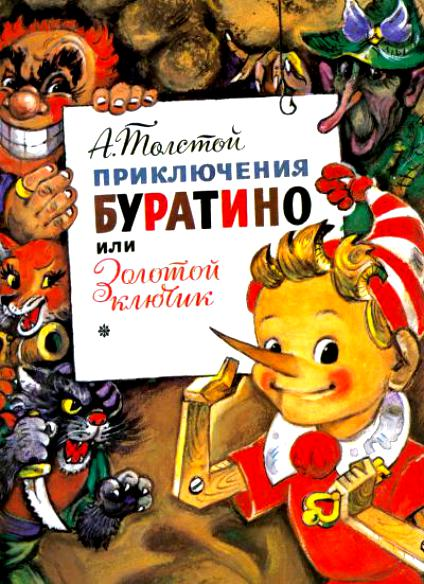 А. Толстой
ПРИКЛЮЧЕНИЯ
БУРАТИНО
или
Золотой
ключик
*